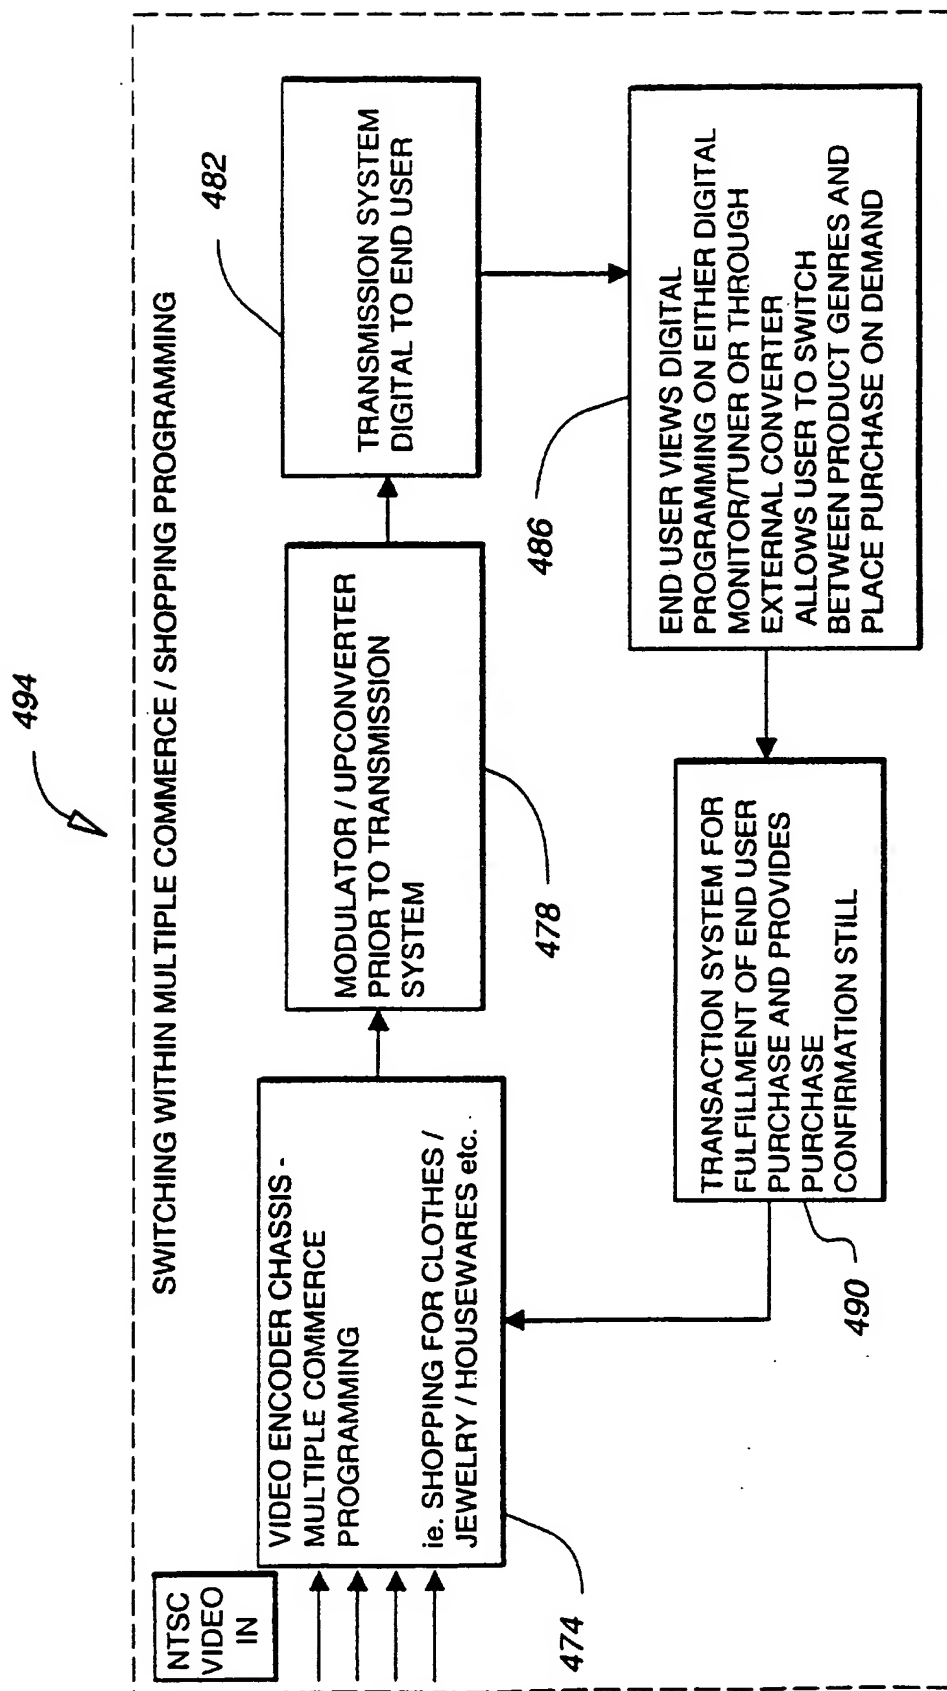 494
SWITCHING WITHIN MULTIPLE COMMERCE / SHOPPING PROGRAMMING
NTSC
VIDEO
IN
VIDEO ENCODER CHASSIS -
MULTIPLE COMMERCE
PROGRAMMING
ie. SHOPPING FOR CLOTHES /
JEWELRY / HOUSEWARES etc.
474
MODULATOR / UPCONVERTER
PRIOR TO TRANSMISSION
SYSTEM
478
TRANSMISSION SYSTEM
DIGITAL TO END USER
482
END USER VIEWS DIGITAL
PROGRAMMING ON EITHER DIGITAL
MONITOR/TUNER OR THROUGH
EXTERNAL CONVERTER
ALLOWS USER TO SWITCH
BETWEEN PRODUCT GENRES AND
PLACE PURCHASE ON DEMAND
486
TRANSACTION SYSTEM FOR
FULFILLMENT OF END USER
PURCHASE AND PROVIDES
PURCHASE
CONFIRMATION STILL
490